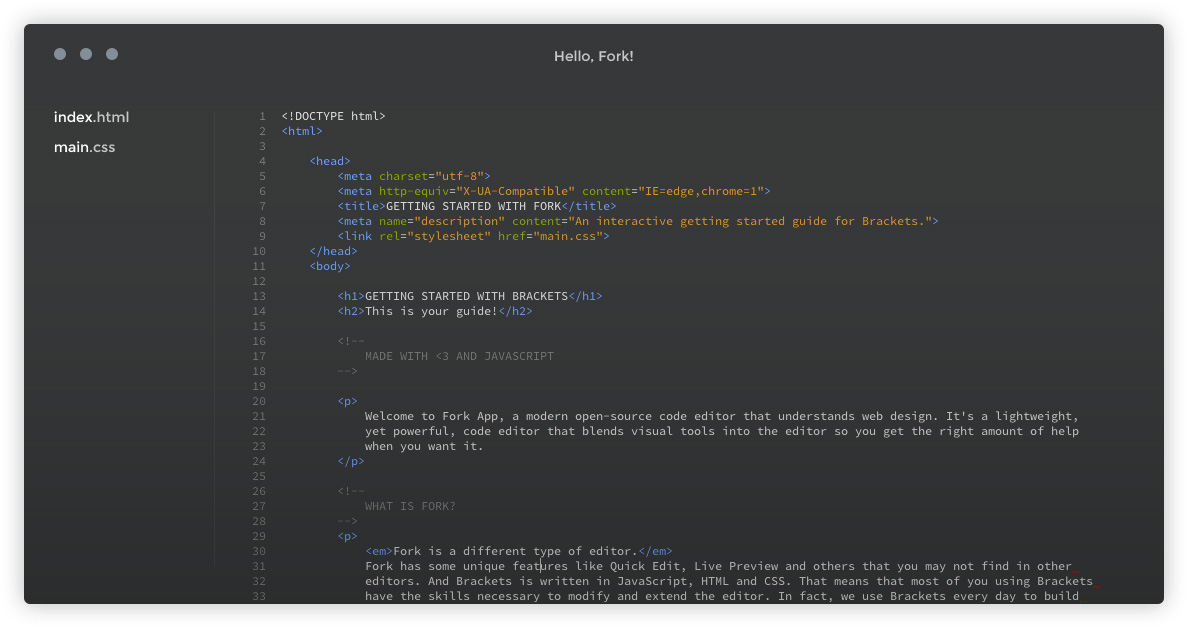 Hello, Fork!
index.html
main.css
1 <!DOCTYPE html>
2 <html>
3
4 <head>
5 <meta charset="utf-8">
6 <meta http-equiv="X-UA-Compatible" content="IE=edge,chrome=1">
7 <title>GETTING STARTED WITH FORK</title>
8 <meta name="description" content="An interactive getting started guide for Brackets.">
9 <link rel="stylesheet" href="main.css">
10 </head>
11 <body>
12
13 <h1>GETTING STARTED WITH BRACKETS</h1>
14 <h2>This is your guide!</h2>
15
16 <!--
17 MADE WITH <3 AND JAVASCRIPT
18 -->
19
20 <p>
21 Welcome to Fork App, a modern open-source code editor that understands web design. It's a lightweight,
22 yet powerful, code editor that blends visual tools into the editor so you get the right amount of help
23 when you want it.
24 </p>
25
26 <!--
27 WHAT IS FORK?
28 -->
29 <p>
30 <em>Fork is a different type of editor.</em>
31 Fork has some unique features like Quick Edit, Live Preview and others that you may not find in other
32 editors. And Brackets is written in JavaScript, HTML and CSS. That means that most of you using Brackets
33 have the skills necessary to modify and extend the editor. In fact, we use Brackets every day to build